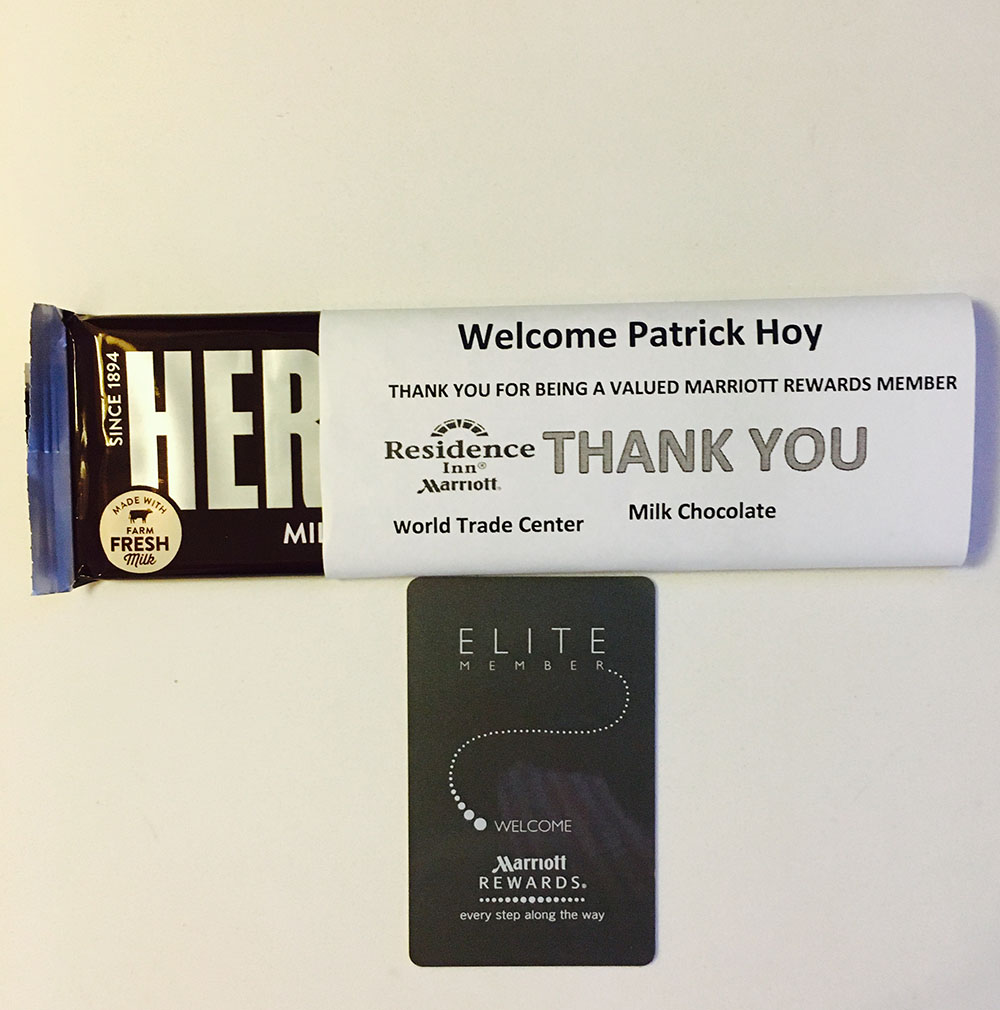 SINCE 1894
HER
MADE WITH
FARM
FRESH
Milk
MI
Welcome Patrick Hoy
THANK YOU FOR BEING A VALUED MARRIOTT REWARDS MEMBER
Residence
Inn®
Marriott
THANK YOU
World Trade Center
Milk Chocolate
ELITE
MEMBER
WELCOME
Marriott
REWARDS®
every step along the way